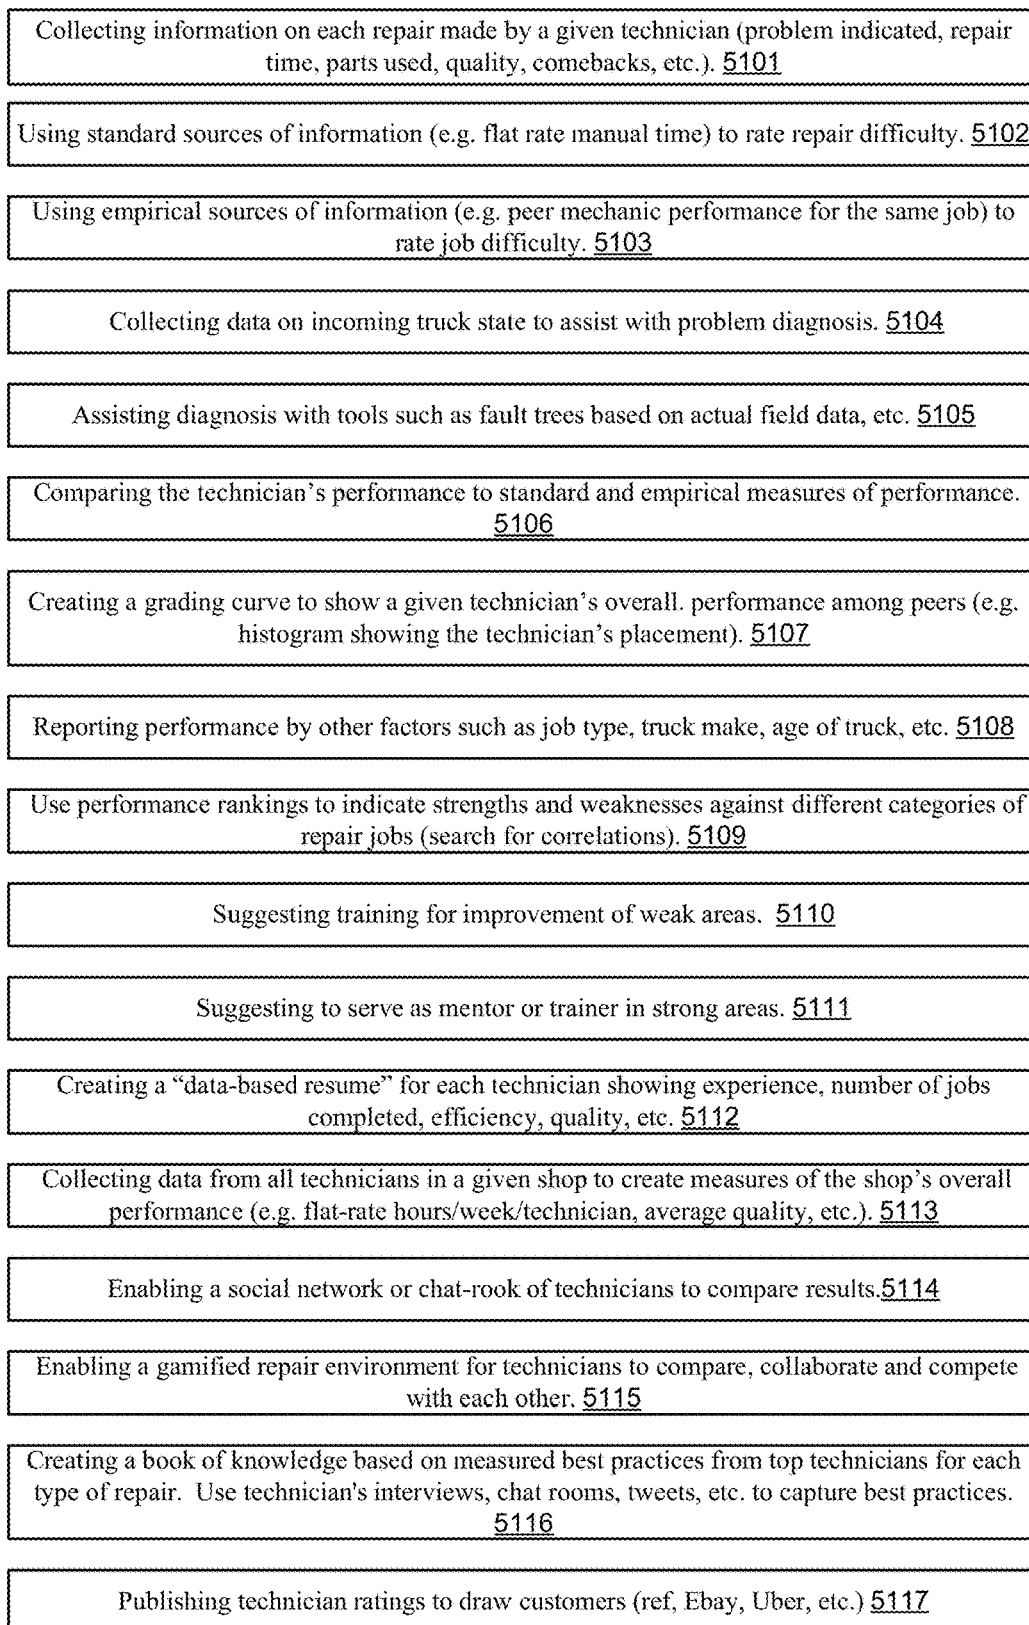 Collecting information on each repair made by a given technician (problem indicated, repair
time, parts used, quality, comebacks, etc.). 5101
Using standard sources of information (e.g. flat rate manual time) to rate repair difficulty. 5102
Using empirical sources of information (e.g. peer mechanic performance for the same job) to
rate job difficulty. 5103
Collecting data on incoming truck state to assist with problem diagnosis. 5104
Assisting diagnosis with tools such as fault trees based on actual field data, etc. 5105
Comparing the technician's performance to standard and empirical measures of performance.
5106
Creating a grading curve to show a given technician's overall. performance among peers (e.g.
histogram showing the technician's placement). 5107
Reporting performance by other factors such as job type, truck make, age of truck, etc. 5108
Use performance rankings to indicate strengths and weaknesses against different categories of
repair jobs (search for correlations). 5109
Suggesting training for improvement of weak areas. 5110
Suggesting to serve as mentor or trainer in strong areas. 5111
Creating a “data-based resume” for each technician showing experience, number of jobs
completed, efficiency, quality, etc. 5112
Collecting data from all technicians in a given shop to create measures of the shop's overall
performance (e.g. flat-rate hours/week/technician, average quality, etc.). 5113
Enabling a social network or chat-rook of technicians to compare results.5114
Enabling a gamified repair environment for technicians to compare, collaborate and compete
with each other. 5115
Creating a book of knowledge based on measured best practices from top technicians for each
type of repair. Use technician's interviews, chat rooms, tweets, etc. to capture best practices.
5116
Publishing technician ratings to draw customers (ref, Ebay, Uber, etc.) 5117